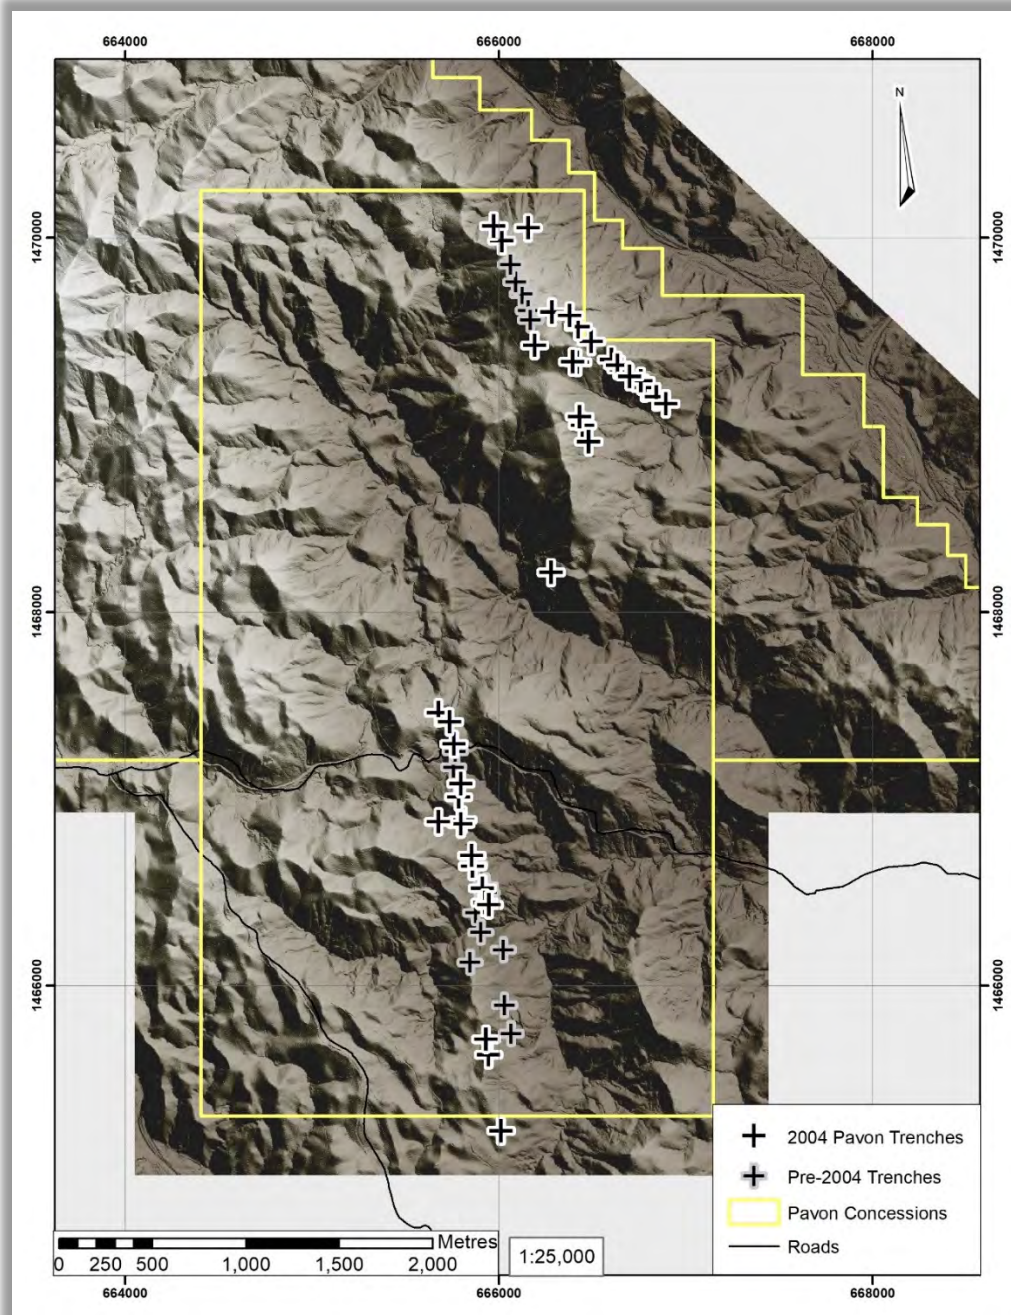 664000 666000 668000
N
1470000 1470000
1468000 1468000
1466000 1466000
2004 Pavon Trenches
Pre-2004 Trenches
Pavon Concessions
Roads
Metres
0 250 500 1,000 1,500 2,000
1:25,000
664000 666000 668000